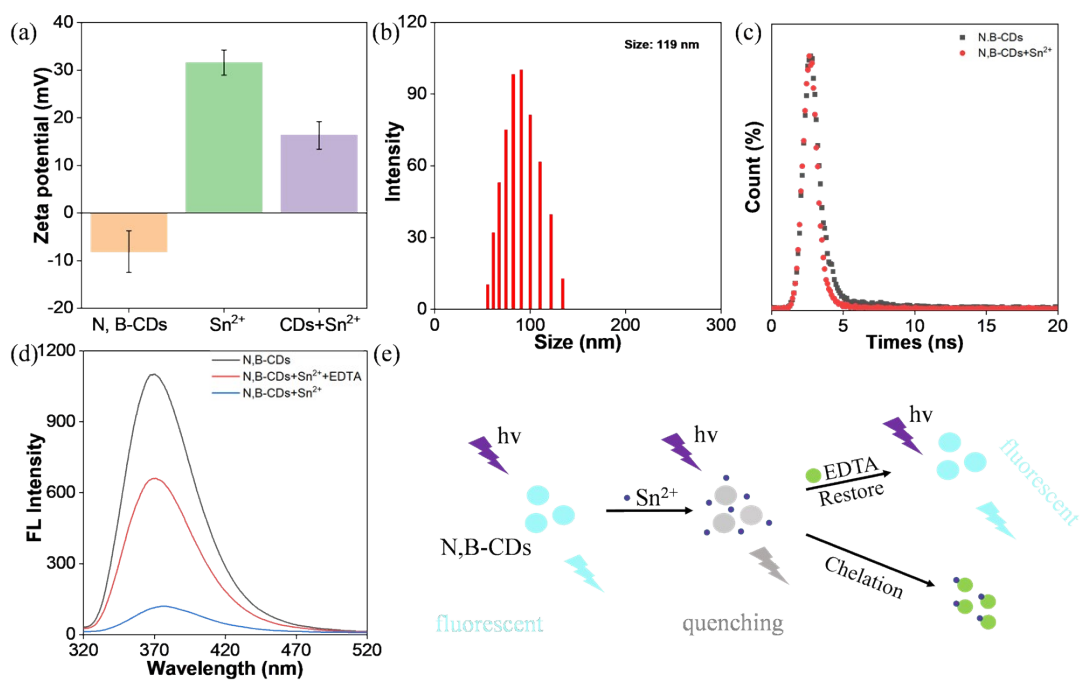 (a)
Zeta potential (mV)
40
30
20
10
0
-10
-20
N, B-CDs
Sn²⁺
CDs+Sn²⁺
(b)
Size: 119 nm
Intensity
120
90
60
30
0
0
100
200
300
Size (nm)
(c)
N.B-CDs
N,B-CDs+Sn²⁺
Count (%)
0
5
10
15
20
Times (ns)
(d)
N,B-CDs
N,B-CDs+Sn²⁺+EDTA
N,B-CDs+Sn²⁺
FL Intensity
1200
900
600
300
0
320
370
420
470
520
Wavelength (nm)
(e)
hv
N,B-CDs
fluorescent
Sn²⁺
hv
quenching
EDTA
Restore
Chelation
hv
fluorescent